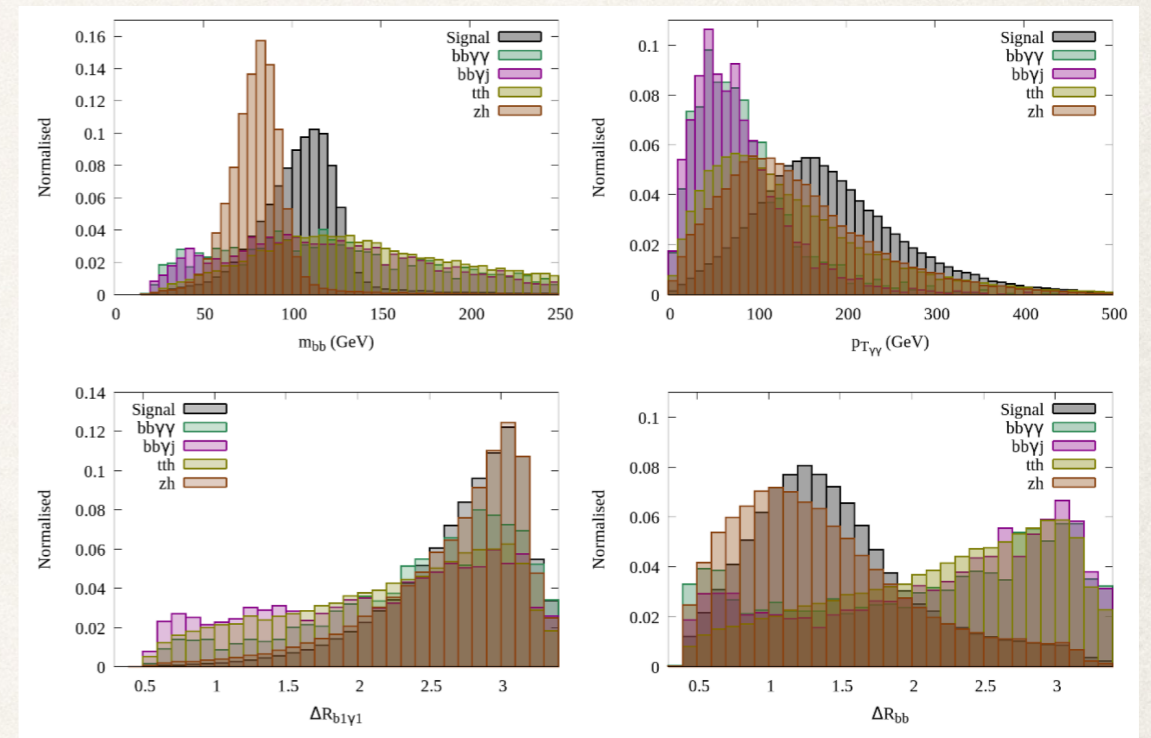 0.16
0.14
0.12
0.1
0.08
0.06
0.04
0.02
0
Normalised
Signal
bbγγ
bbγj
tth
zh
0 50 100 150 200 250
m_bb (GeV)
0.1
0.08
0.06
0.04
0.02
0
Normalised
Signal
bbγγ
bbγj
tth
zh
0 100 200 300 400 500
p_Tγγ (GeV)
0.14
0.12
0.1
0.08
0.06
0.04
0.02
0
Normalised
Signal
bbγγ
bbγj
tth
zh
0.5 1 1.5 2 2.5 3
ΔR_b1γ1
0.1
0.08
0.06
0.04
0.02
0
Normalised
Signal
bbγγ
bbγj
tth
zh
0.5 1 1.5 2 2.5 3
ΔR_bb